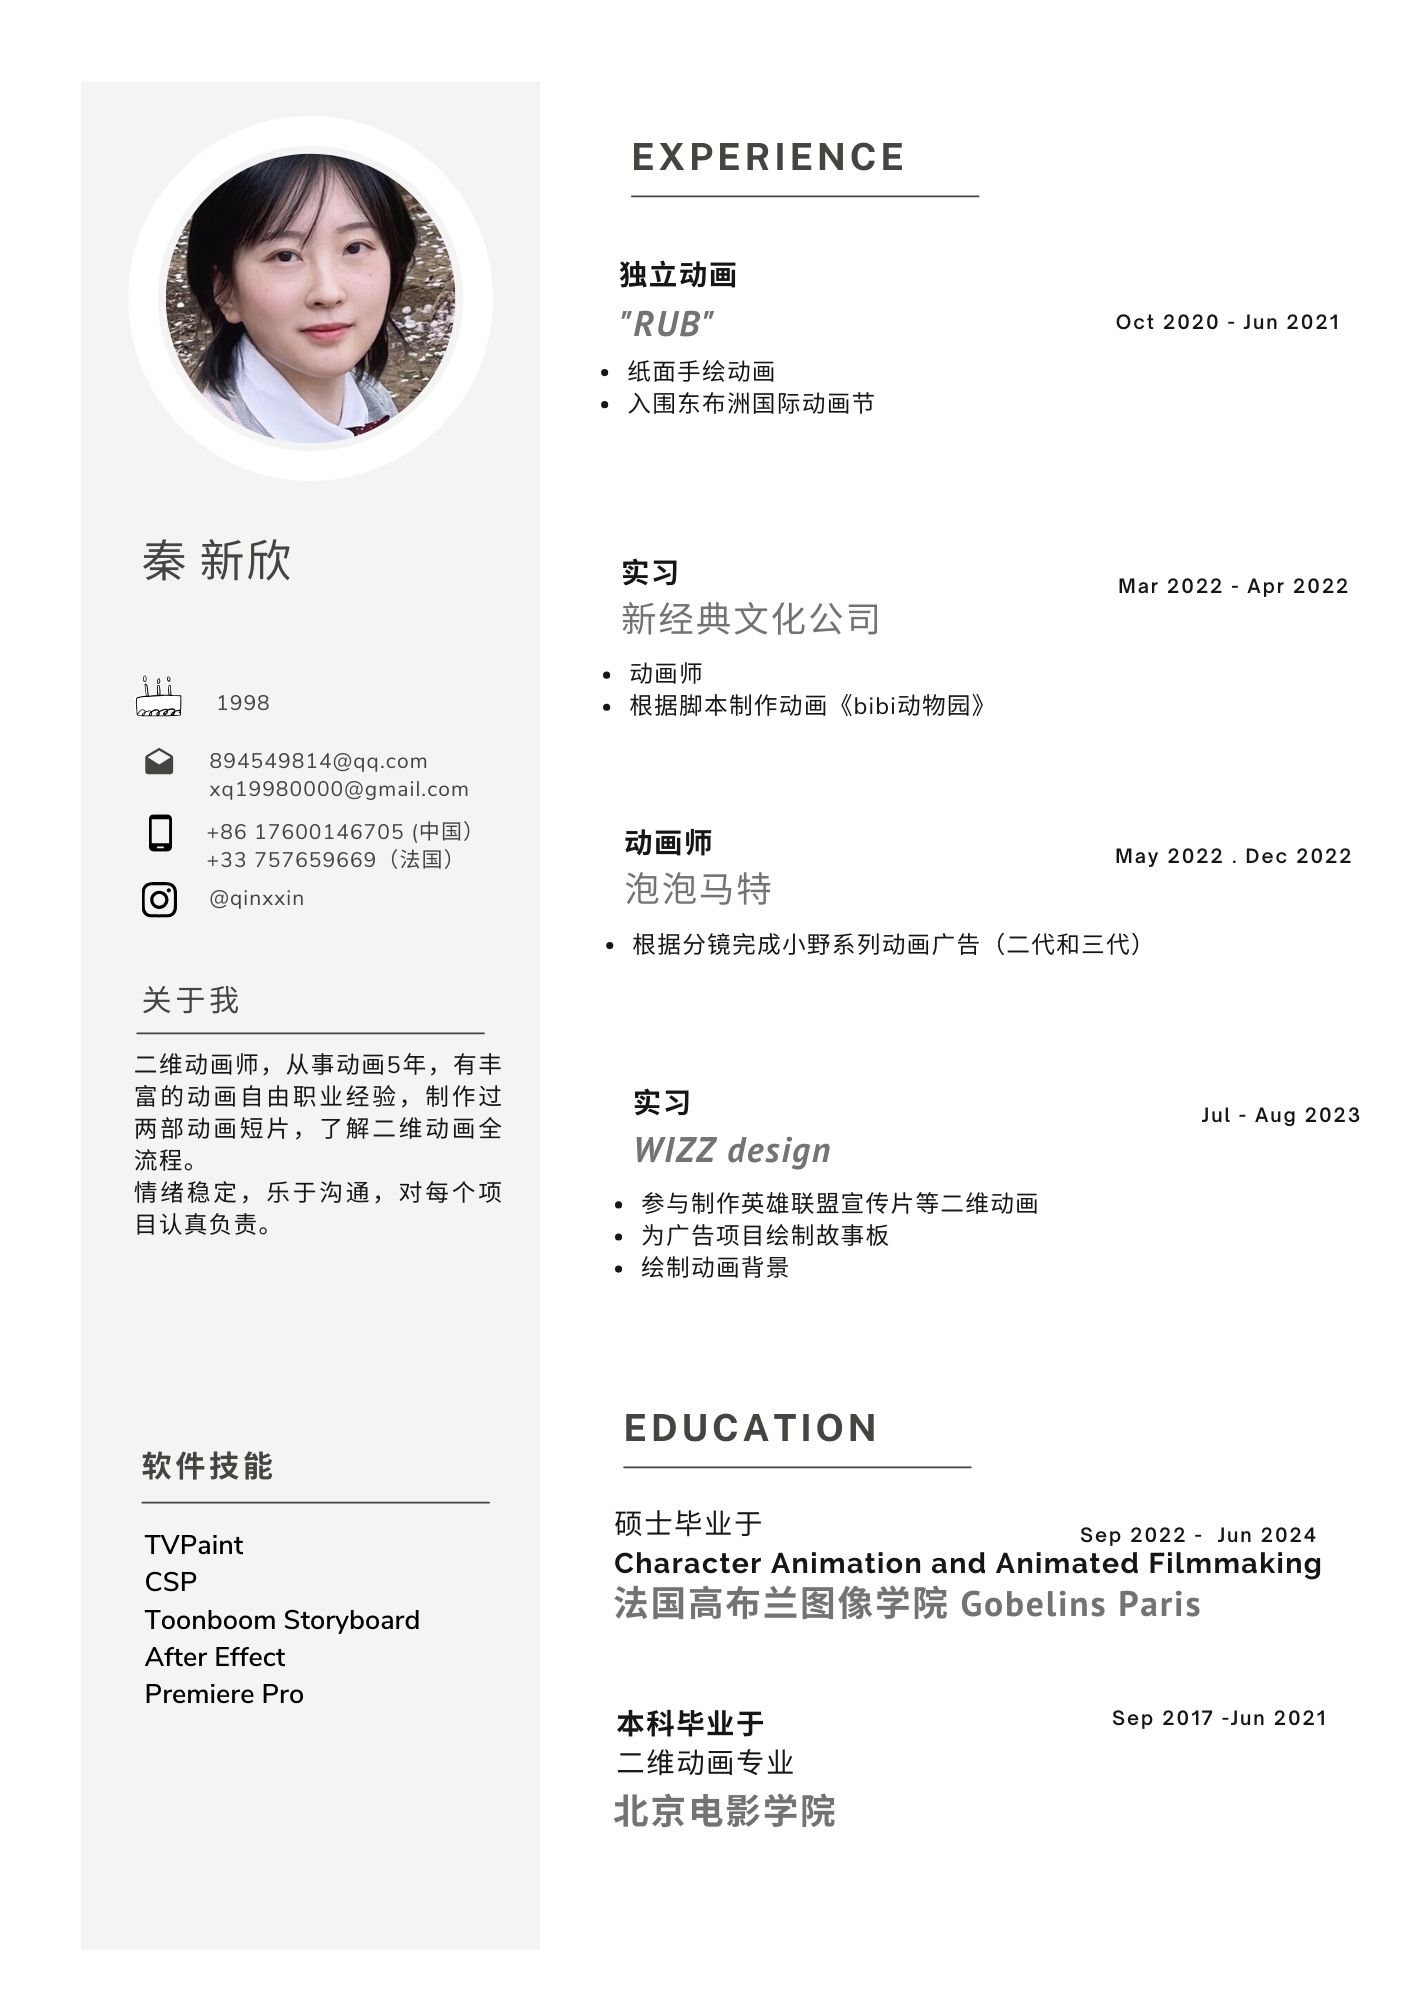 秦 新欣
1998
894549814@qq.com
xq19980000@gmail.com
+86 17600146705 (中国）
+33 757659669（法国）
@qinxxin
关于我
二维动画师，从事动画5年，有丰
富的动画自由职业经验，制作过
两部动画短片，了解二维动画全
流程。
情绪稳定，乐于沟通，对每个项
目认真负责。
软件技能
TVPaint
CSP
Toonboom Storyboard
After Effect
Premiere Pro
EXPERIENCE
独立动画
"RUB"
Oct 2020 - Jun 2021
• 纸面手绘动画
• 入围东布洲国际动画节
实习
Mar 2022 - Apr 2022
新经典文化公司
• 动画师
• 根据脚本制作动画《bibi动物园》
动画师
May 2022 . Dec 2022
泡泡马特
• 根据分镜完成小野系列动画广告（二代和三代）
实习
Jul - Aug 2023
WIZZ design
• 参与制作英雄联盟宣传片等二维动画
• 为广告项目绘制故事板
• 绘制动画背景
EDUCATION
硕士毕业于
Sep 2022 - Jun 2024
Character Animation and Animated Filmmaking
法国高布兰图像学院 Gobelins Paris
本科毕业于
Sep 2017 -Jun 2021
二维动画专业
北京电影学院